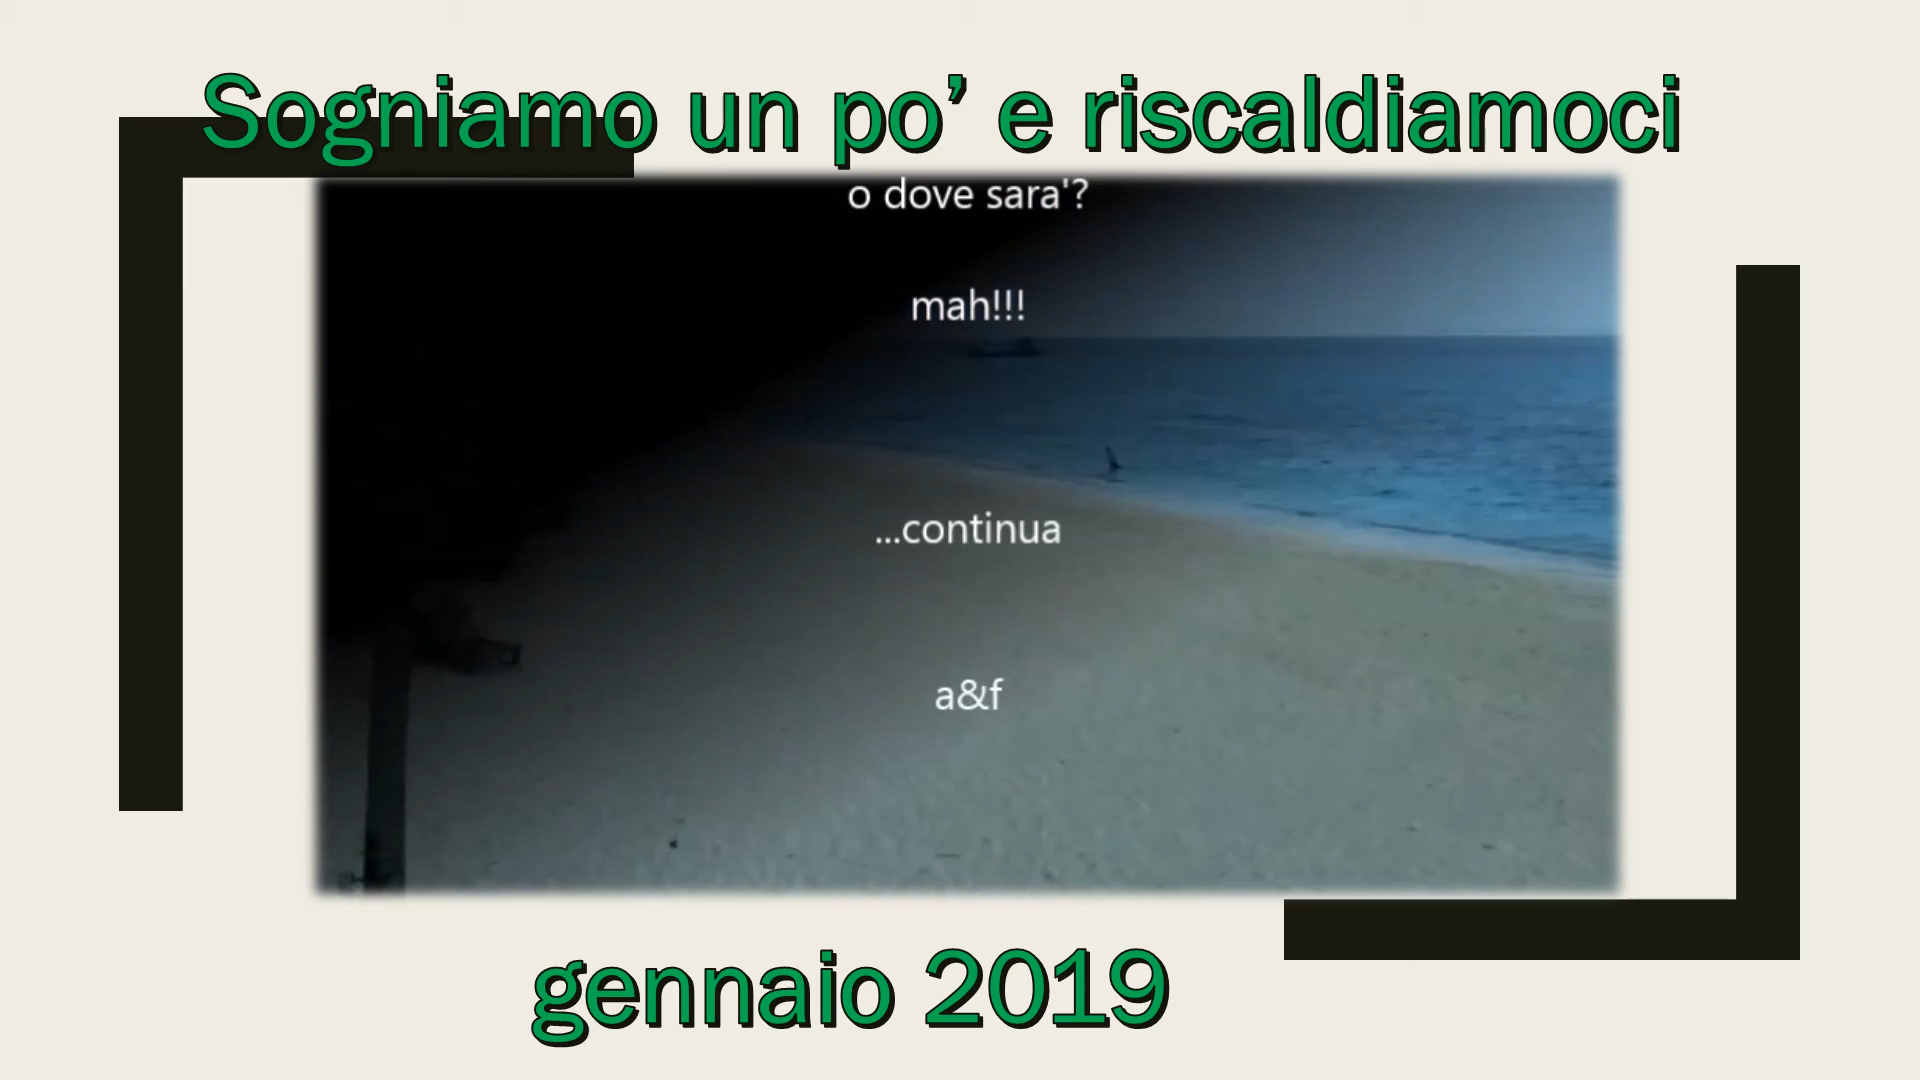 Sogniamo un po’ e riscaldiamoci
o dove sara'?
mah!!!
...continua
a&f
gennaio 2019